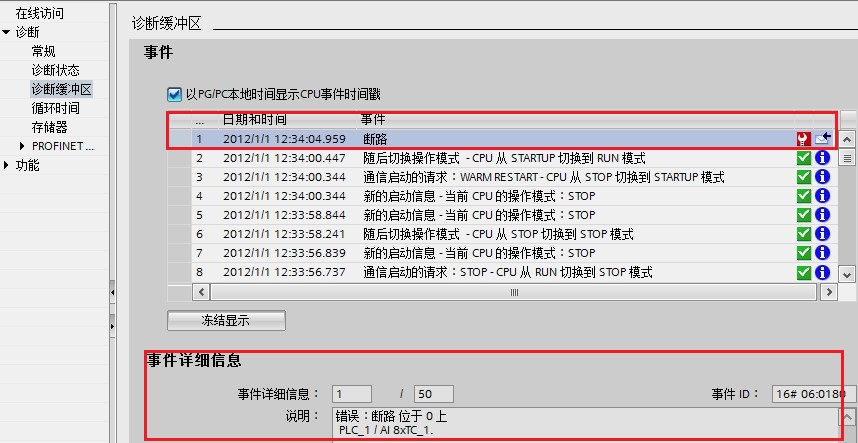 在线访问
诊断
常规
诊断状态
诊断缓冲区
循环时间
存储器
PROFINET ...
功能
诊断缓冲区
事件
以PG/PC本地时间显示CPU事件时间戳
... 日期和时间 事件
1 2012/1/1 12:34:04.959 断路
2 2012/1/1 12:34:00.447 随后切换操作模式 - CPU 从 STARTUP 切换到 RUN 模式
3 2012/1/1 12:34:00.344 通信启动的请求：WARM RESTART - CPU 从 STOP 切换到 STARTUP 模式
4 2012/1/1 12:34:00.344 新的启动信息 - 当前 CPU 的操作模式：STOP
5 2012/1/1 12:33:58.844 新的启动信息 - 当前 CPU 的操作模式：STOP
6 2012/1/1 12:33:58.241 随后切换操作模式 - CPU 从 STOP 切换到 STOP 模式
7 2012/1/1 12:33:56.839 新的启动信息 - 当前 CPU 的操作模式：STOP
8 2012/1/1 12:33:56.737 通信启动的请求：STOP - CPU 从 RUN 切换到 STOP 模式
冻结显示
事件详细信息
事件详细信息： 1 / 50 事件 ID： 16# 06:0180
说明： 错误：断路 位于 0 上
PLC_1 / AI 8xTC_1.